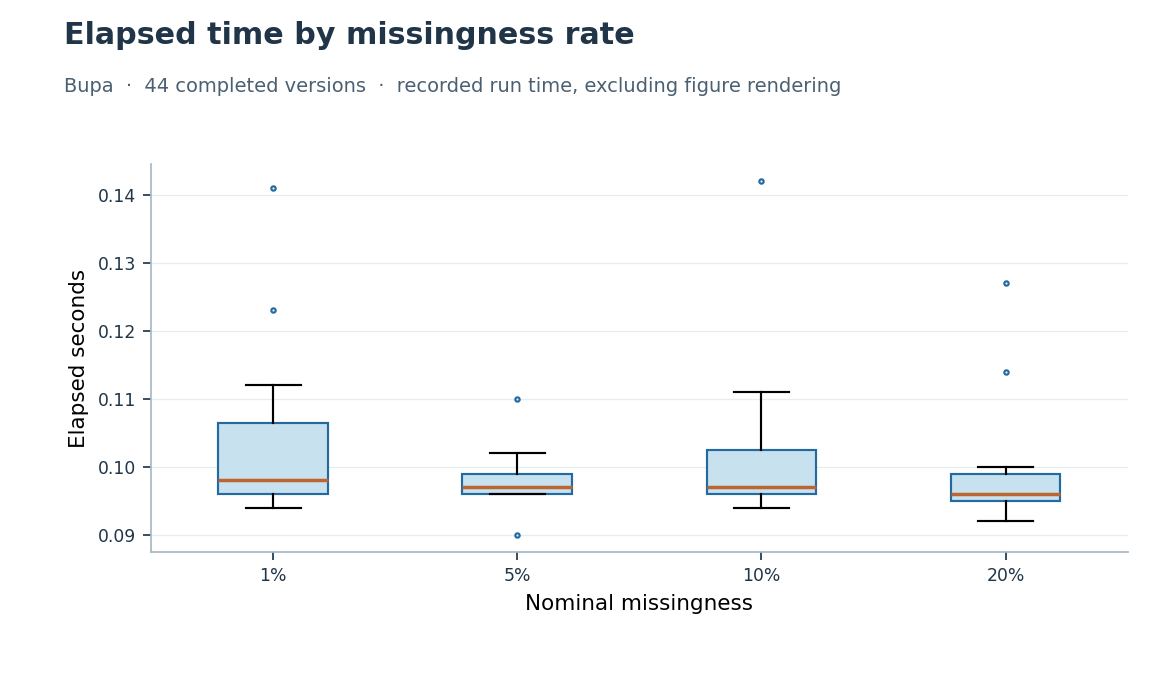 Elapsed time by missingness rate
Bupa · 44 completed versions · recorded run time, excluding figure rendering
Elapsed seconds
0.14
0.13
0.12
0.11
0.10
0.09
1% 5% 10% 20%
Nominal missingness